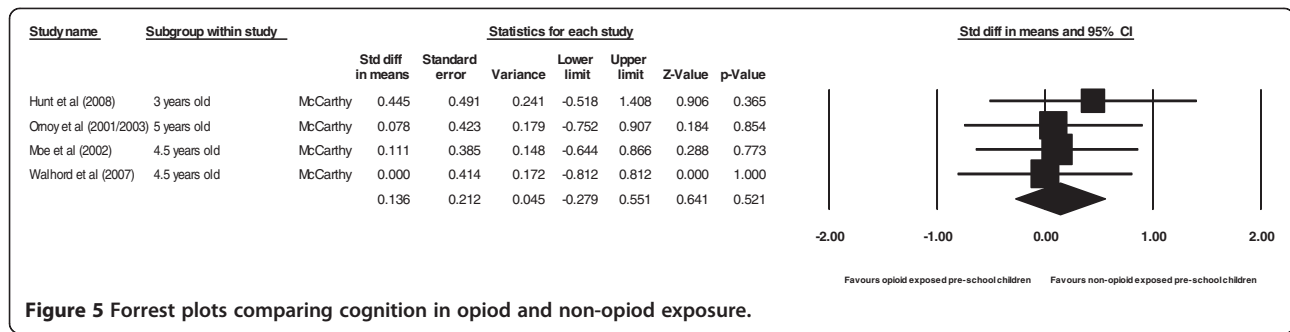 Study name Subgroup within study Statistics for each study Std diff in means and 95% CI
Std diff in means Standard error Variance Lower limit Upper limit Z-Value p-Value
Hunt et al (2008) 3 years old McCarthy 0.445 0.491 0.241 -0.518 1.408 0.906 0.365
Ornoy et al (2001/2003) 5 years old McCarthy 0.078 0.423 0.179 -0.752 0.907 0.184 0.854
Moe et al (2002) 4.5 years old McCarthy 0.111 0.385 0.148 -0.644 0.866 0.288 0.773
Walhord et al (2007) 4.5 years old McCarthy 0.000 0.414 0.172 -0.812 0.812 0.000 1.000
0.136 0.212 0.045 -0.279 0.551 0.641 0.521
-2.00 -1.00 0.00 1.00 2.00
Favours opioid exposed pre-school children Favours non-opioid exposed pre-school children
Figure 5 Forrest plots comparing cognition in opiod and non-opiod exposure.